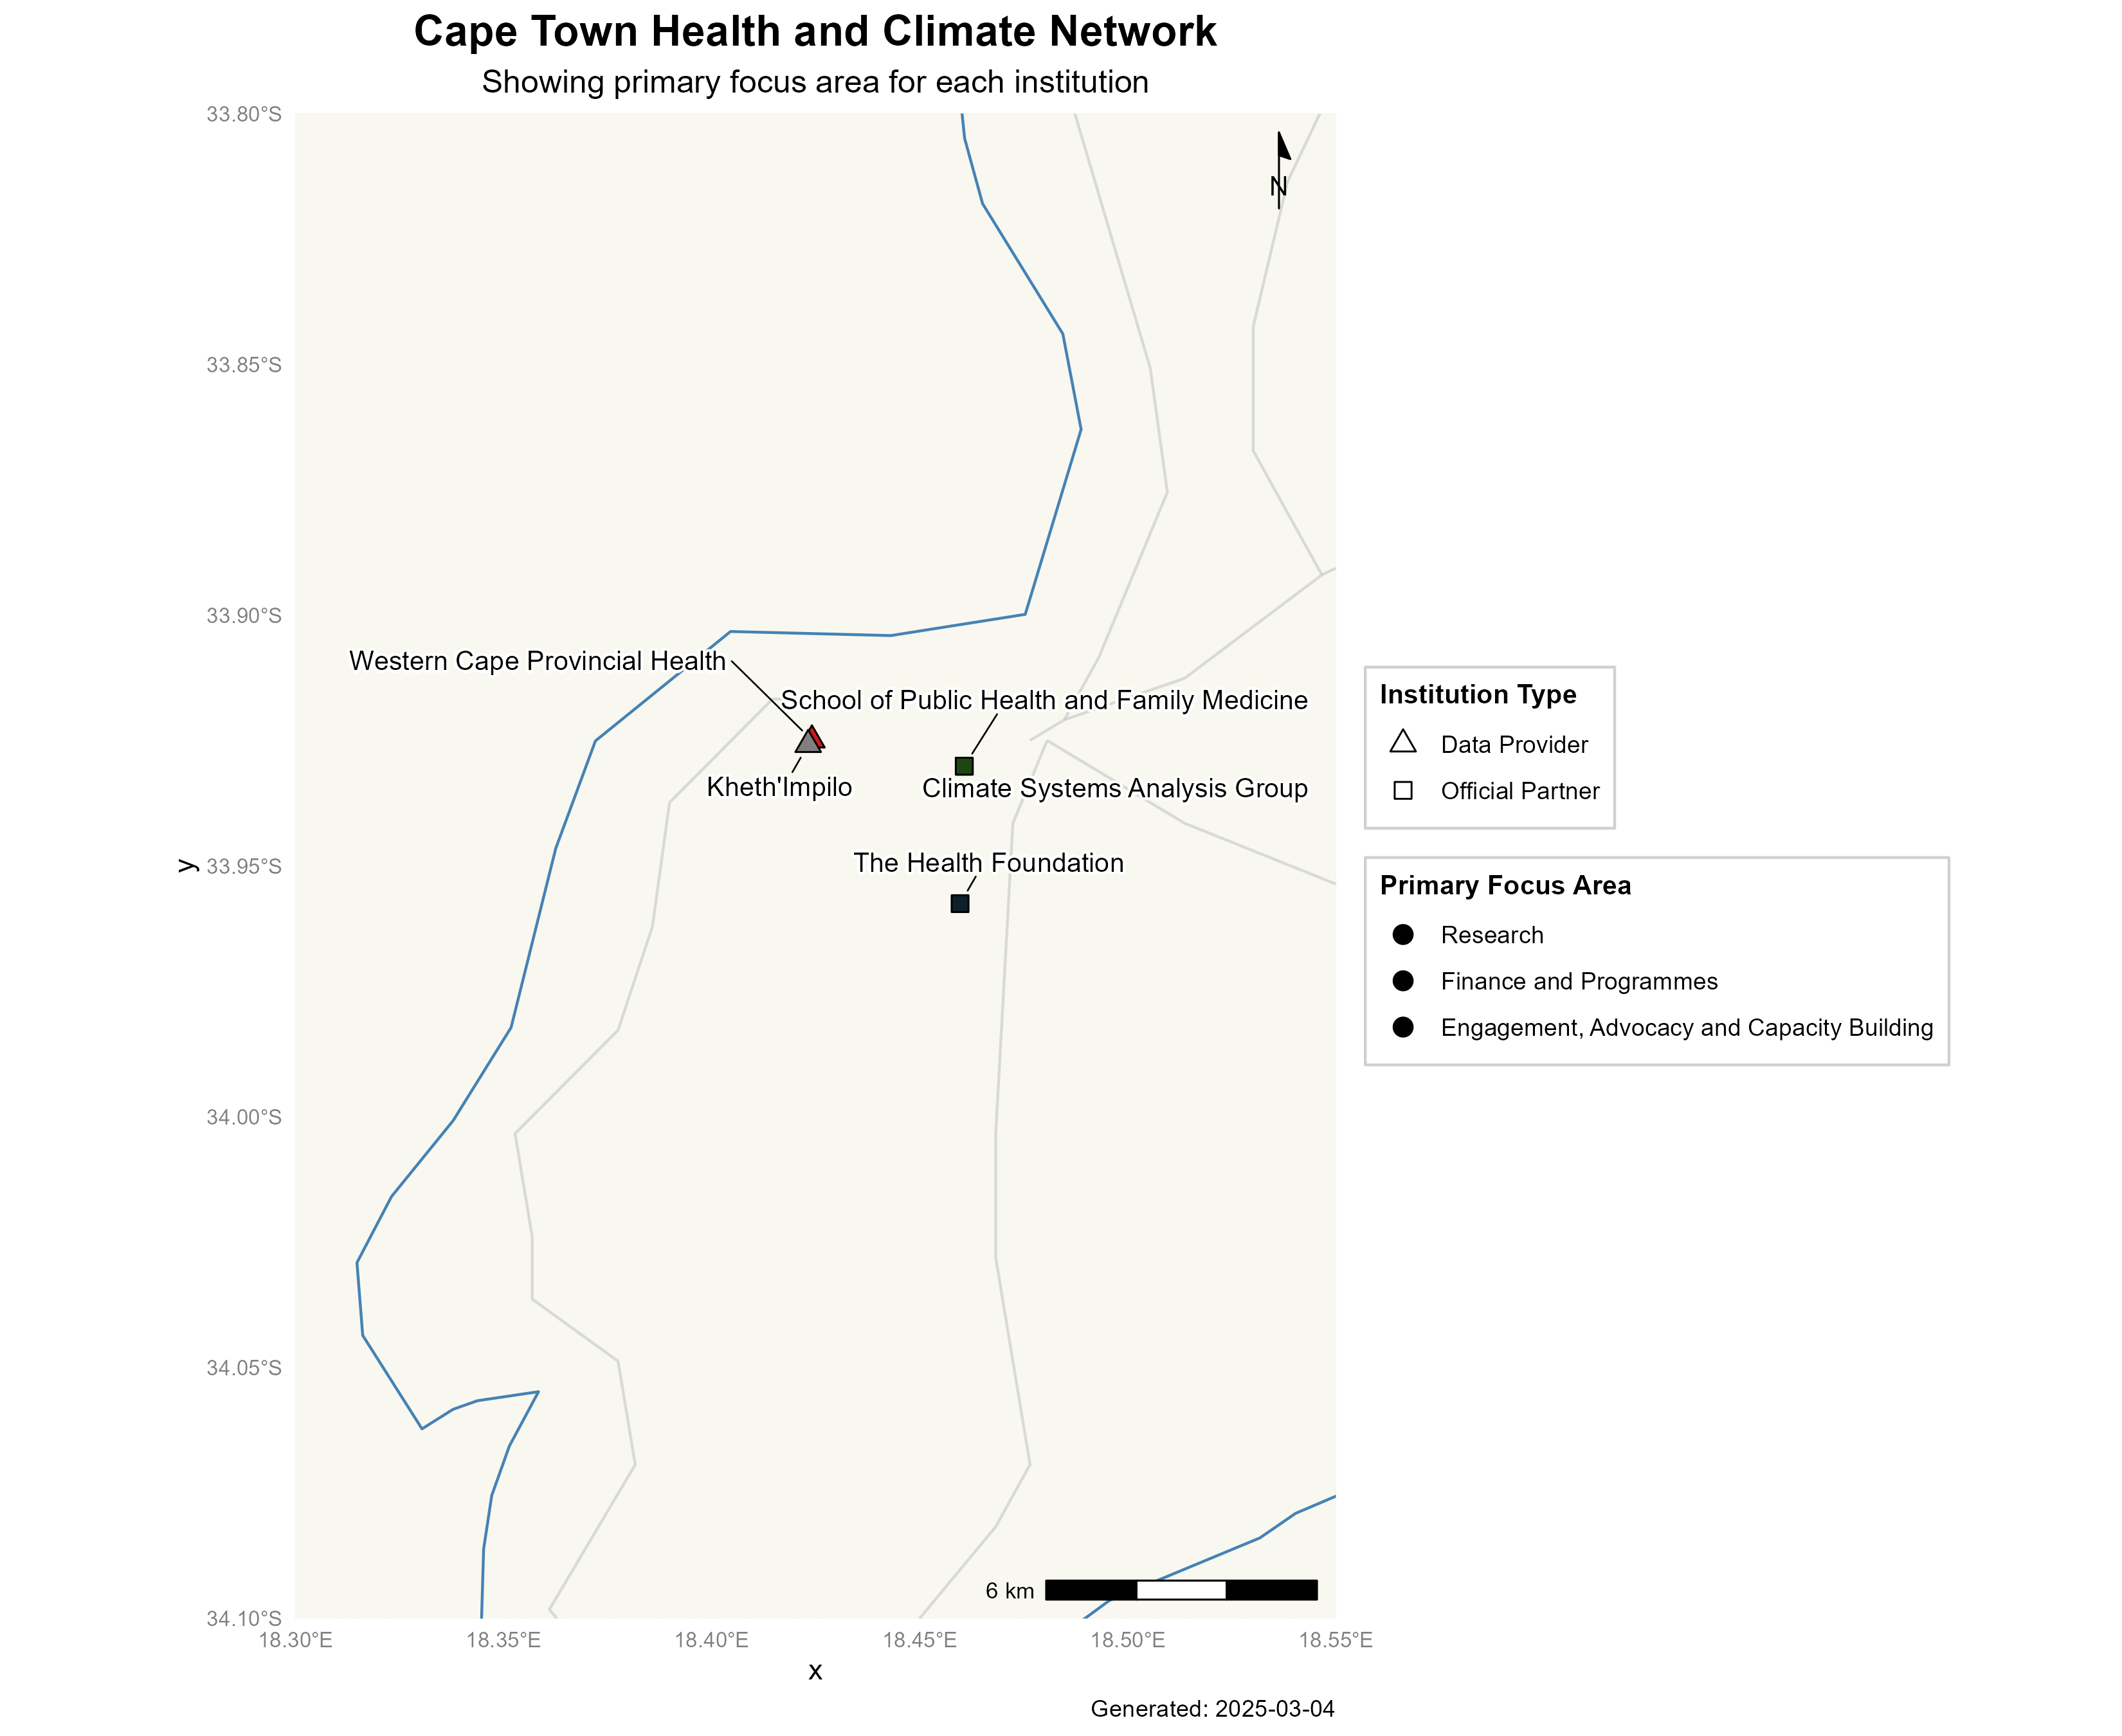 Cape Town Health and Climate Network
Showing primary focus area for each institution
33.80°S
33.85°S
33.90°S
33.95°S
34.00°S
34.05°S
34.10°S
y
N
Western Cape Provincial Health
School of Public Health and Family Medicine
Kheth'Impilo
Climate Systems Analysis Group
The Health Foundation
6 km
18.30°E
18.35°E
18.40°E
18.45°E
18.50°E
18.55°E
x
Institution Type
Data Provider
Official Partner
Primary Focus Area
Research
Finance and Programmes
Engagement, Advocacy and Capacity Building
Generated: 2025-03-04